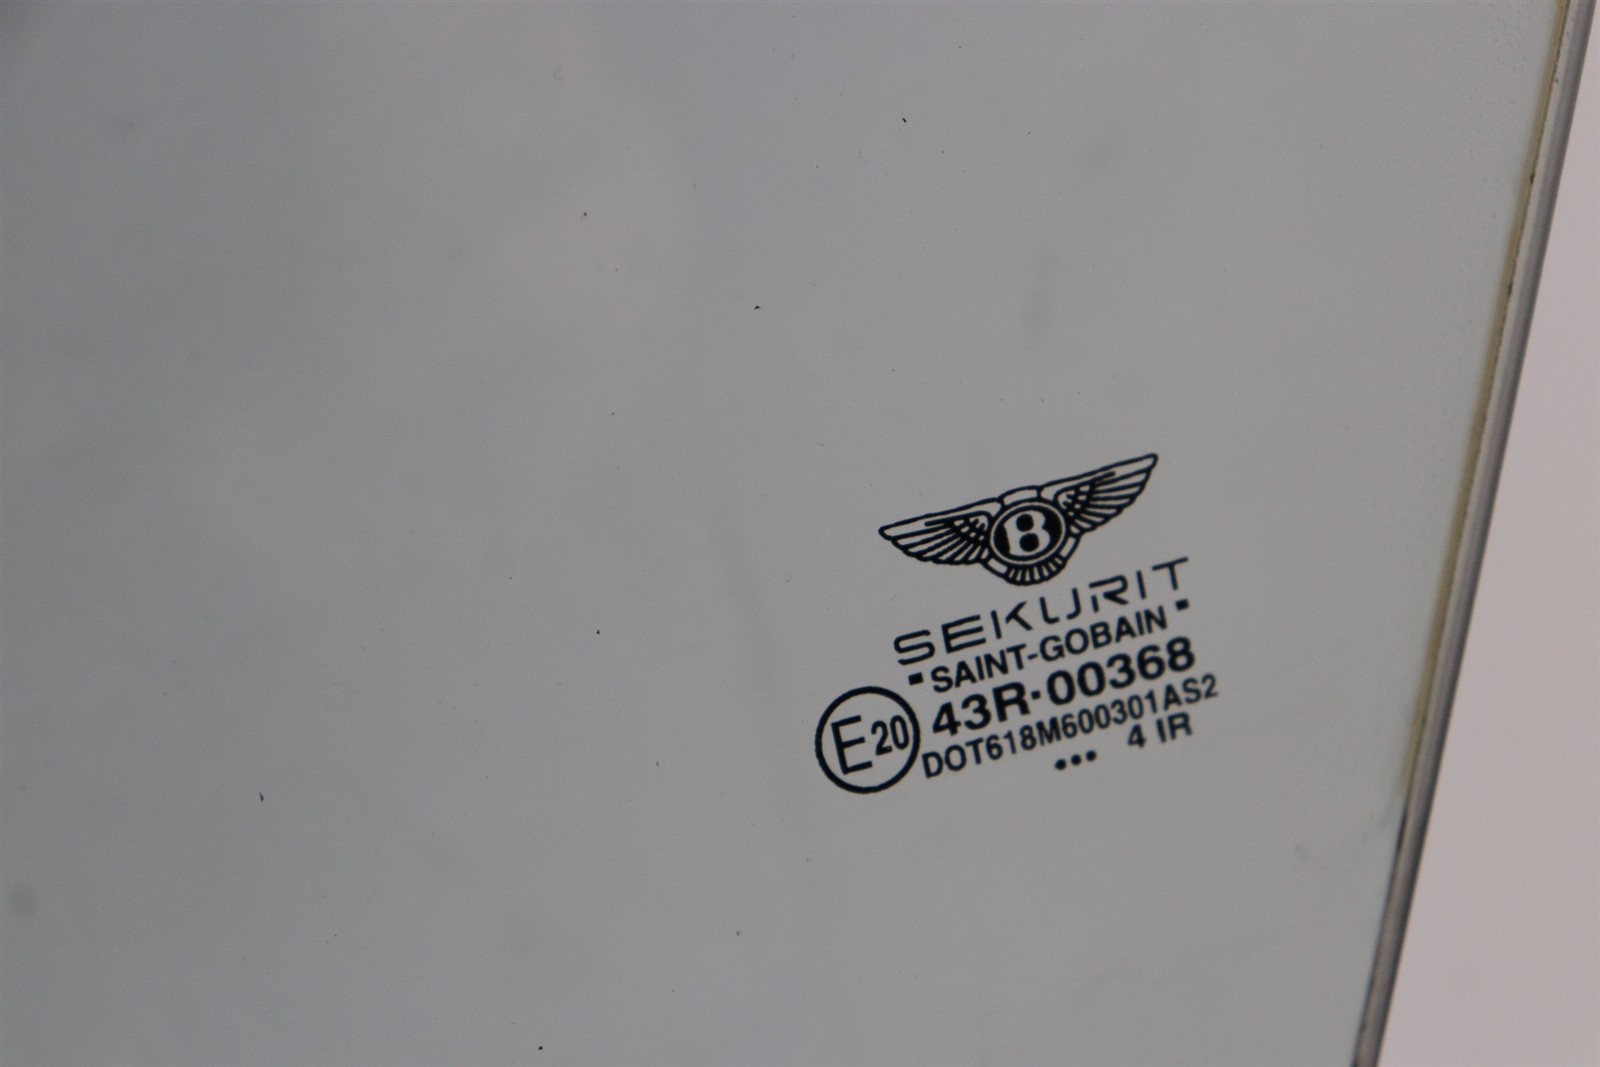 B
SEKURIT
SAINT-GOBAIN
E20 43R·00368
DOT618M600301AS2
••• 4 IR